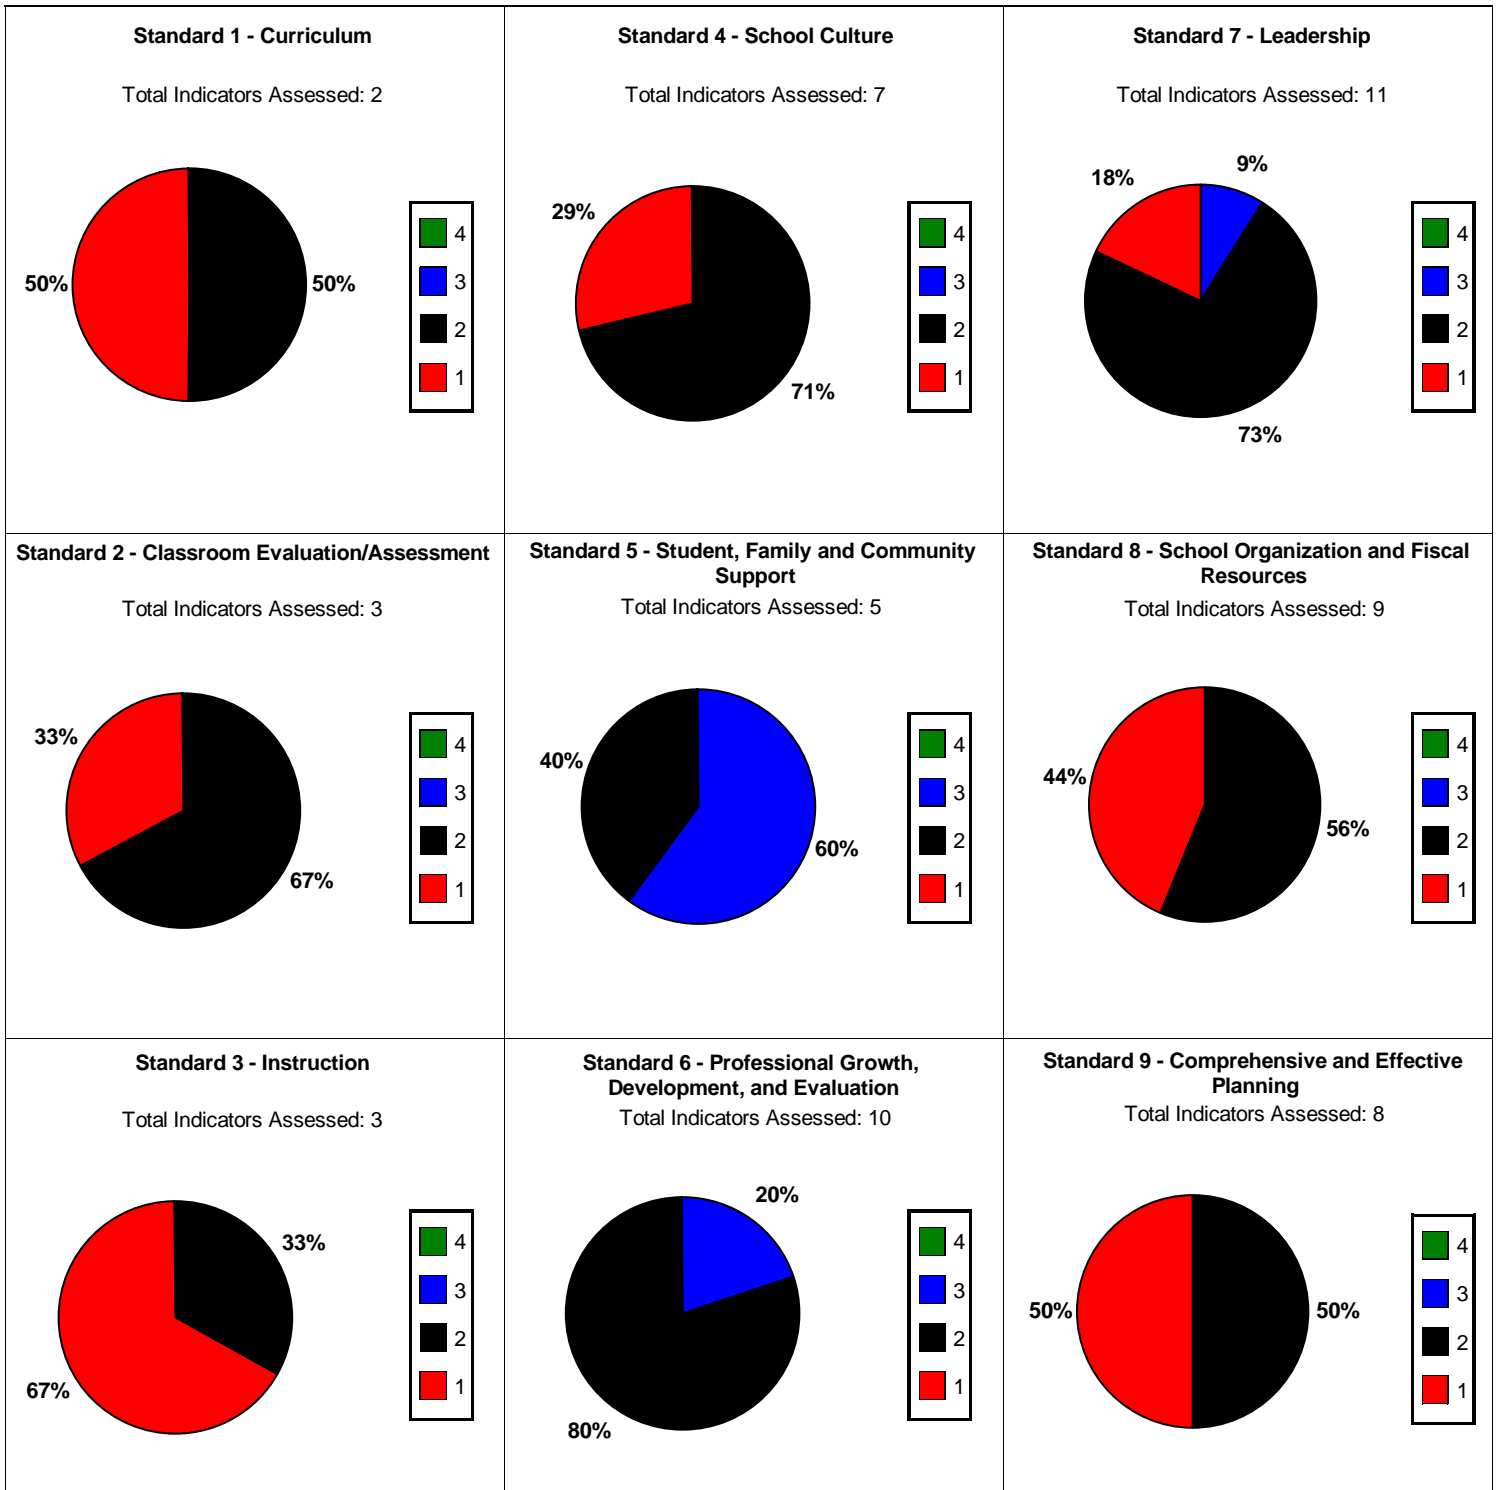 Standard 1 - Curriculum
Total Indicators Assessed: 2
50%
50%
4
3
2
1
Standard 4 - School Culture
Total Indicators Assessed: 7
29%
71%
4
3
2
1
Standard 7 - Leadership
Total Indicators Assessed: 11
9%
18%
73%
4
3
2
1
Standard 2 - Classroom Evaluation/Assessment
Total Indicators Assessed: 3
33%
67%
4
3
2
1
Standard 5 - Student, Family and Community
Support
Total Indicators Assessed: 5
40%
60%
4
3
2
1
Standard 8 - School Organization and Fiscal
Resources
Total Indicators Assessed: 9
44%
56%
4
3
2
1
Standard 3 - Instruction
Total Indicators Assessed: 3
33%
67%
4
3
2
1
Standard 6 - Professional Growth,
Development, and Evaluation
Total Indicators Assessed: 10
20%
80%
4
3
2
1
Standard 9 - Comprehensive and Effective
Planning
Total Indicators Assessed: 8
50%
50%
4
3
2
1